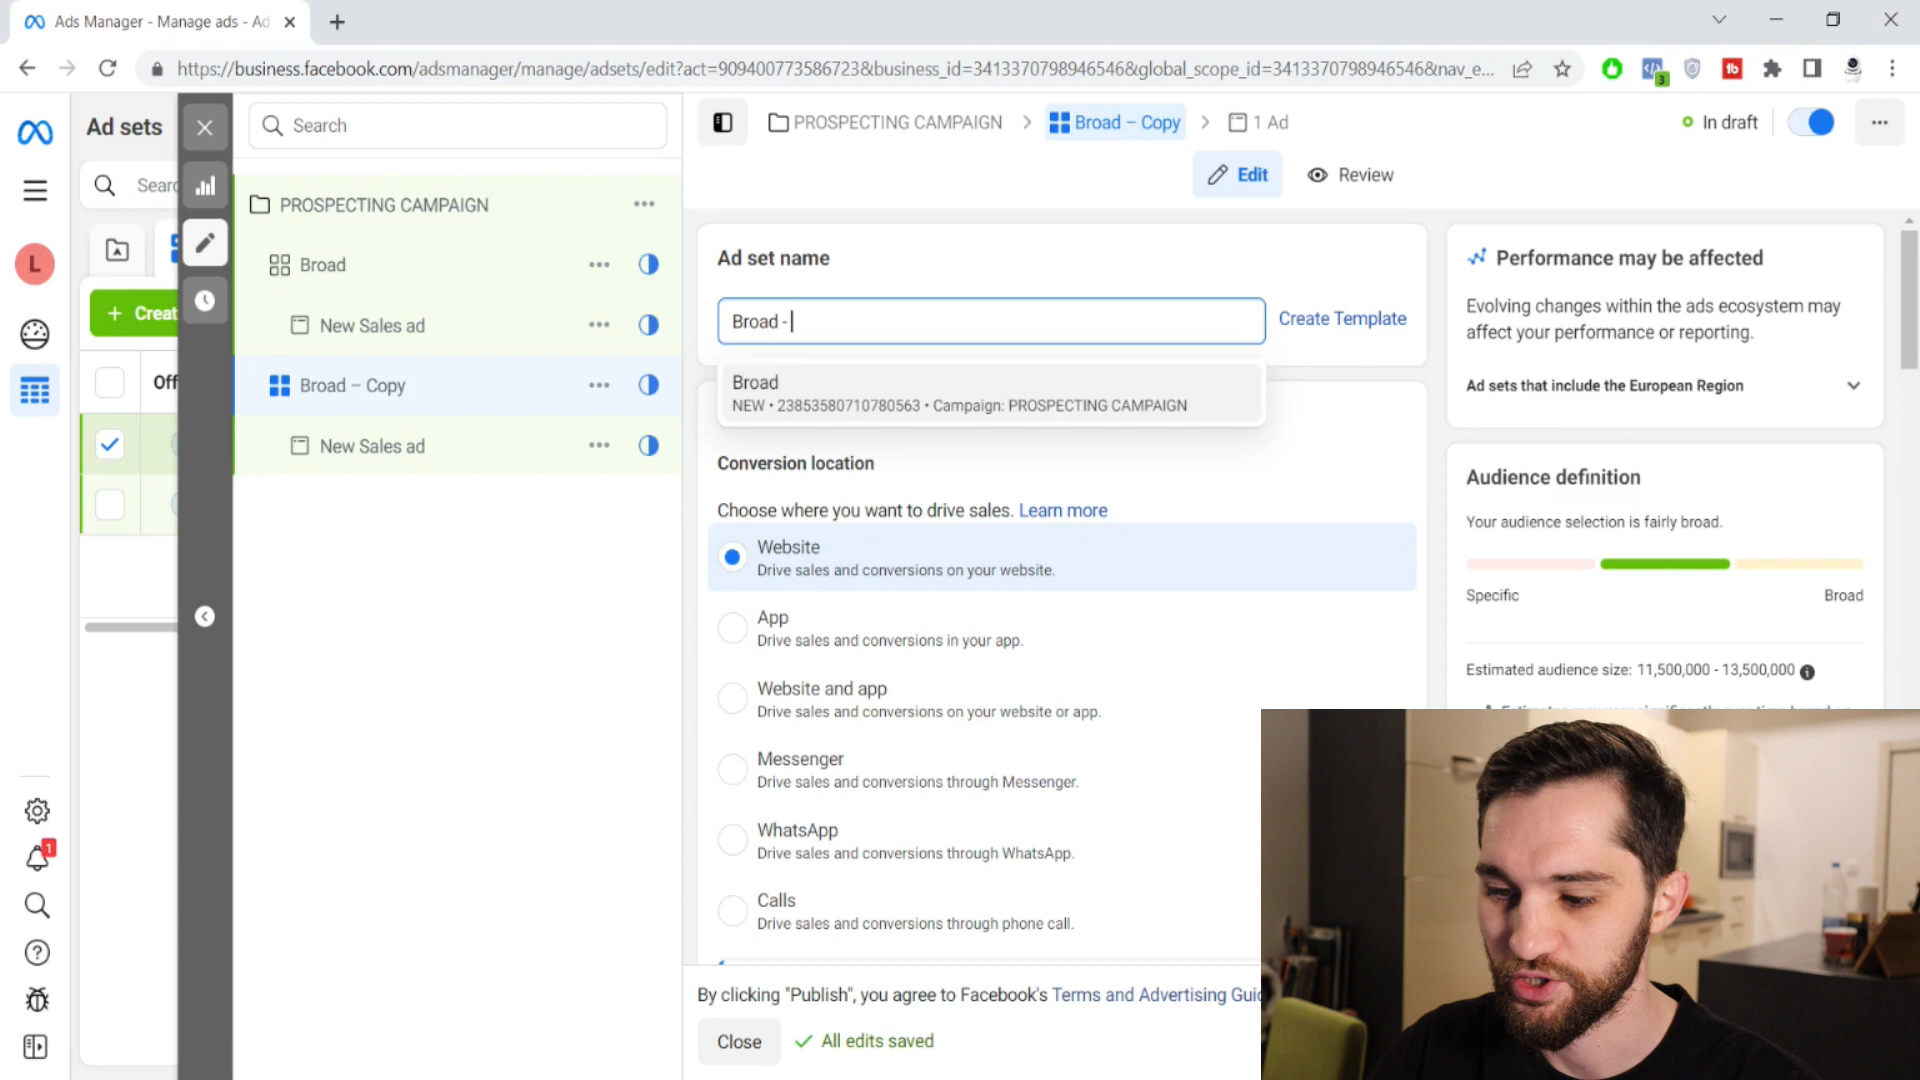 Ads Manager - Manage ads - Ad
https://business.facebook.com/adsmanager/manage/adsets/edit?act=909400773586723&business_id=3413370798946546&global_scope_id=3413370798946546&nav_e...
3
Ad sets
Search
PROSPECTING CAMPAIGN
Broad – Copy
1 Ad
In draft
Edit
Review
Sear
L
Creat
Off
1
PROSPECTING CAMPAIGN
Broad
New Sales ad
Broad – Copy
New Sales ad
Ad set name
Broad -
Create Template
Broad
NEW • 23853580710780563 • Campaign: PROSPECTING CAMPAIGN
Conversion location
Choose where you want to drive sales. Learn more
Website
Drive sales and conversions on your website.
App
Drive sales and conversions in your app.
Website and app
Drive sales and conversions on your website or app.
Messenger
Drive sales and conversions through Messenger.
WhatsApp
Drive sales and conversions through WhatsApp.
Calls
Drive sales and conversions through phone call.
By clicking "Publish", you agree to Facebook's Terms and Advertising Gui
Close
All edits saved
Performance may be affected
Evolving changes within the ads ecosystem may
affect your performance or reporting.
Ad sets that include the European Region
Audience definition
Your audience selection is fairly broad.
Specific
Broad
Estimated audience size: 11,500,000 - 13,500,000